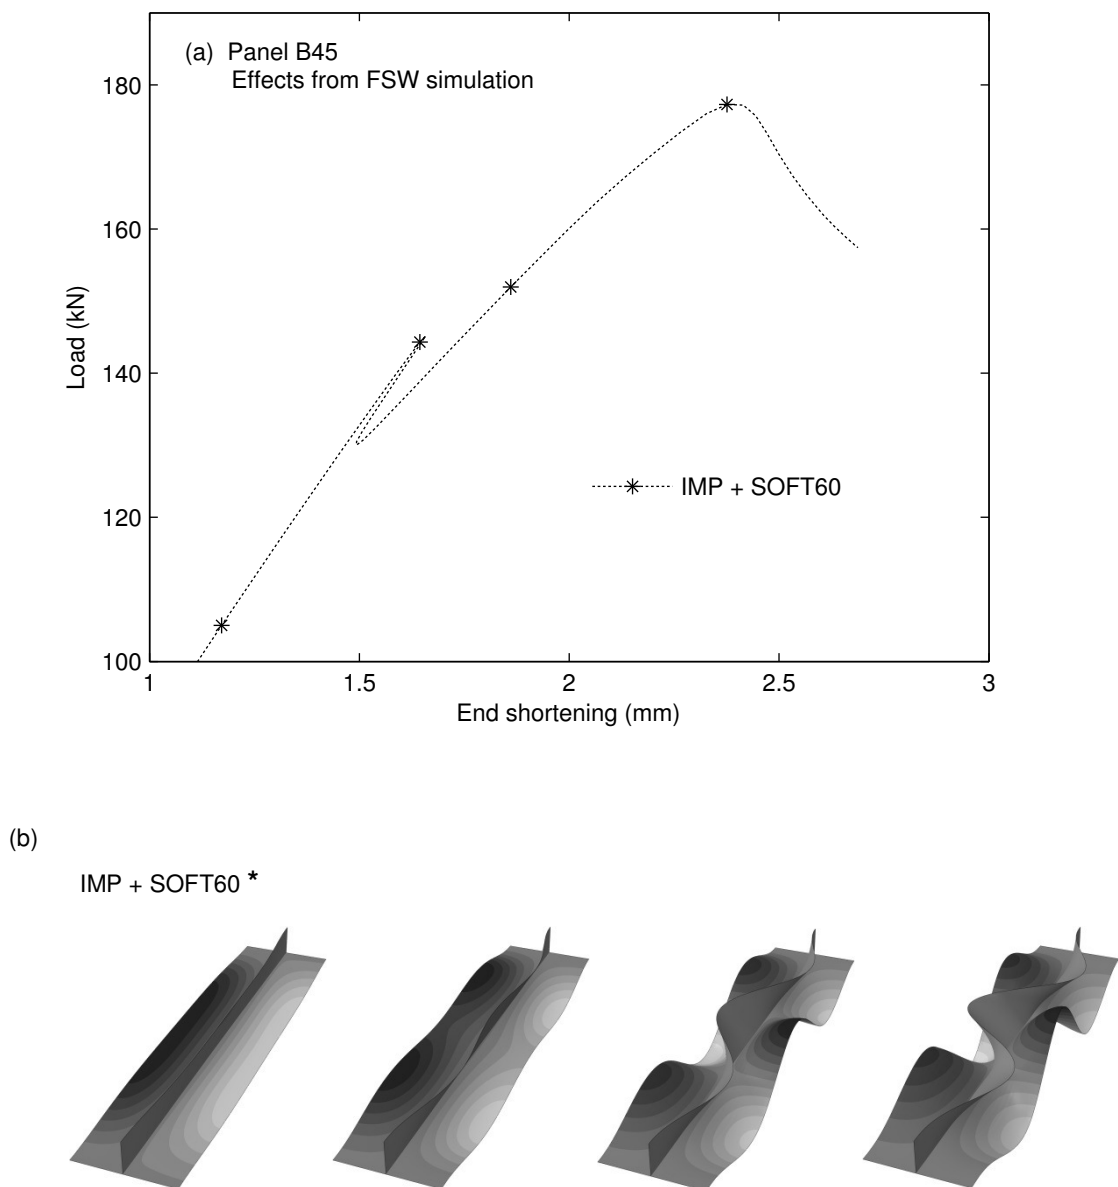 (a) Panel B45
Effects from FSW simulation
180
160
140
120
100
Load (kN)
IMP + SOFT60
1 1.5 2 2.5 3
End shortening (mm)
(b)
IMP + SOFT60 *